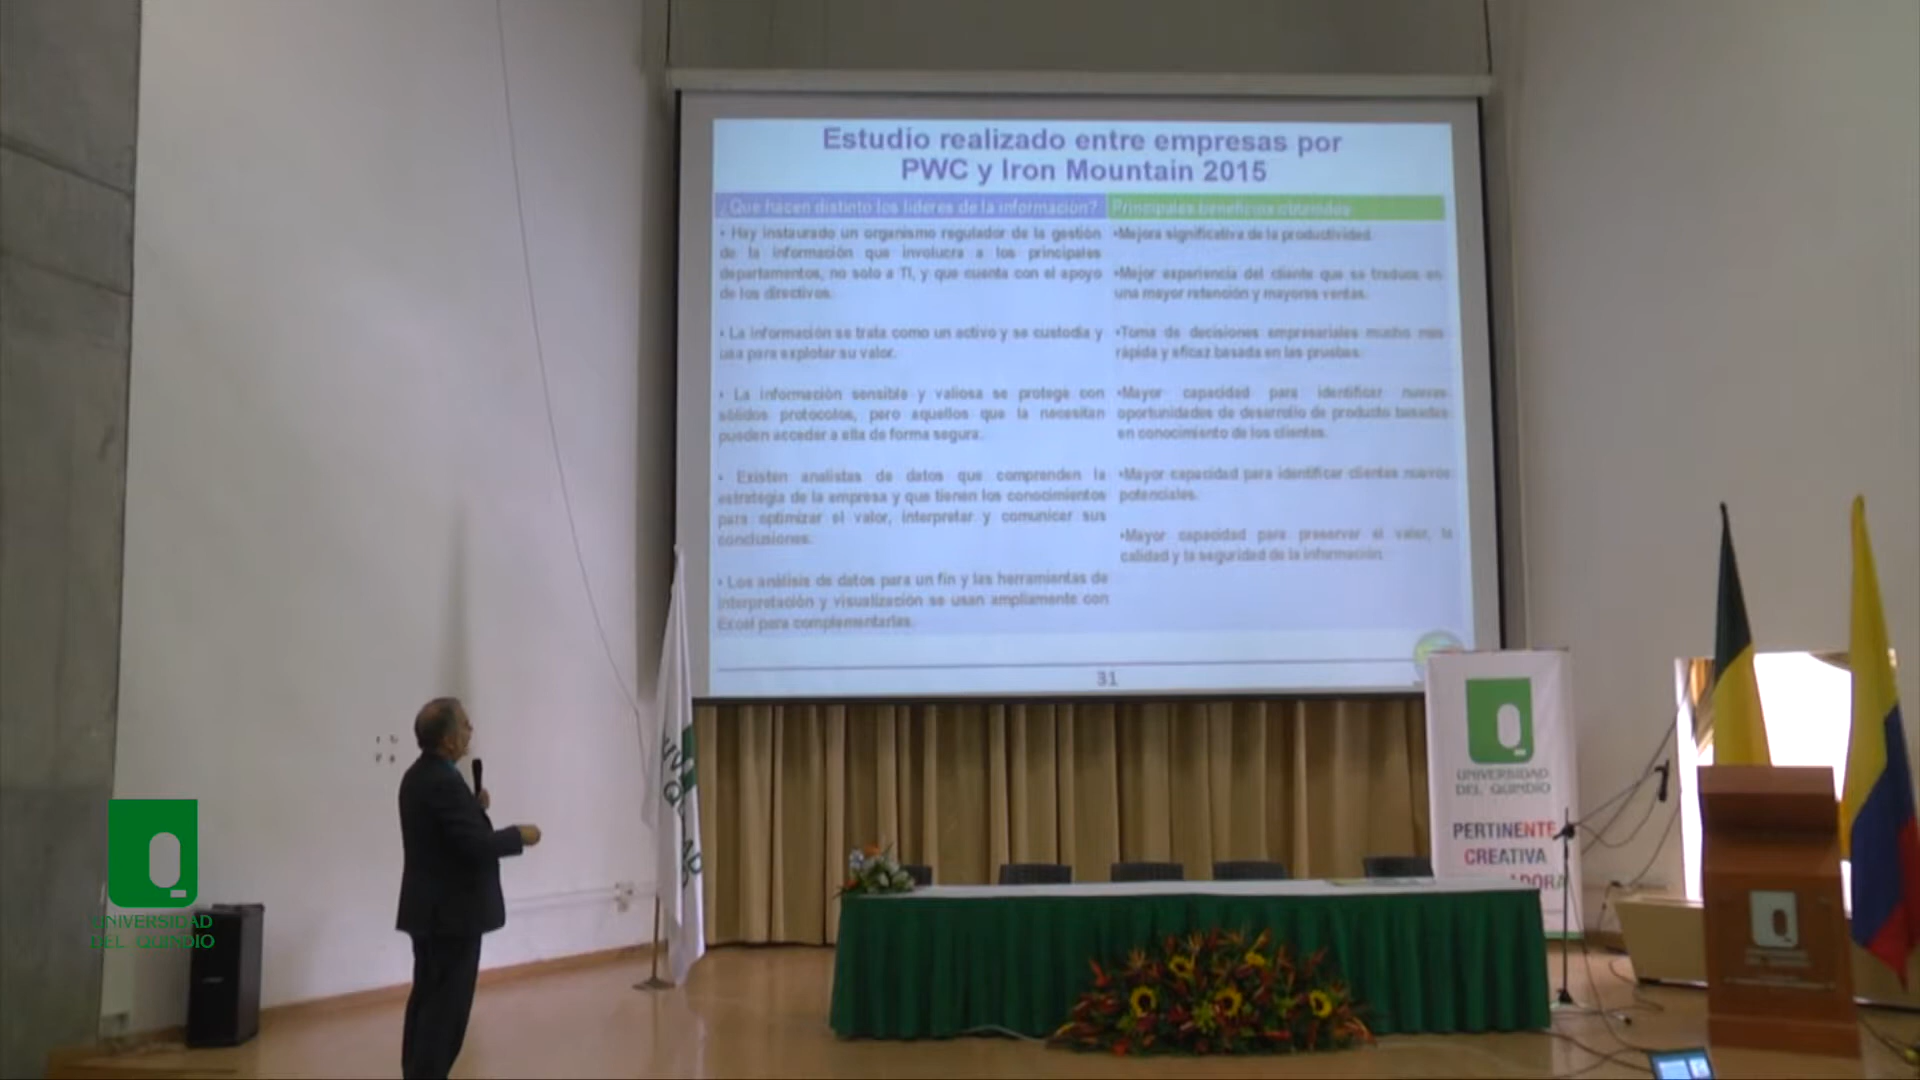 Estudio realizado entre empresas por
PWC y Iron Mountain 2015
¿Que hacen distinto los lideres de la información?
• Hay instaurado un organismo regulador de la gestión
de la información que involucra a los principales
departamentos, no solo a TI, y que cuenta con el apoyo
de los directivos.
• La información se trata como un activo y se custodia y
usa para explotar su valor.
• La información sensible y valiosa se protege con
sólidos protocolos, pero aquellos que la necesitan
pueden acceder a ella de forma segura.
• Existen analistas de datos que comprenden la
estrategia de la empresa y que tienen los conocimientos
para optimizar el valor, interpretar y comunicar sus
conclusiones.
• Los análisis de datos para un fin y las herramientas de
interpretación y visualización se usan ampliamente con
Excel para complementarlas.
Principales beneficios obtenidos
•Mejora significativa de la productividad.
•Mejor experiencia del cliente que se traduce en
una mayor retención y mayores ventas.
•Toma de decisiones empresariales mucho más
rápida y eficaz basada en las pruebas.
•Mayor capacidad para identificar nuevas
oportunidades de desarrollo de producto basadas
en conocimiento de los clientes.
•Mayor capacidad para identificar clientes nuevos
potenciales.
•Mayor capacidad para preservar el valor, la
calidad y la seguridad de la información.
31
UNIVERSIDAD
DEL QUINDIO
PERTINENTE
CREATIVA
UNIVERSIDAD
DEL QUINDIO